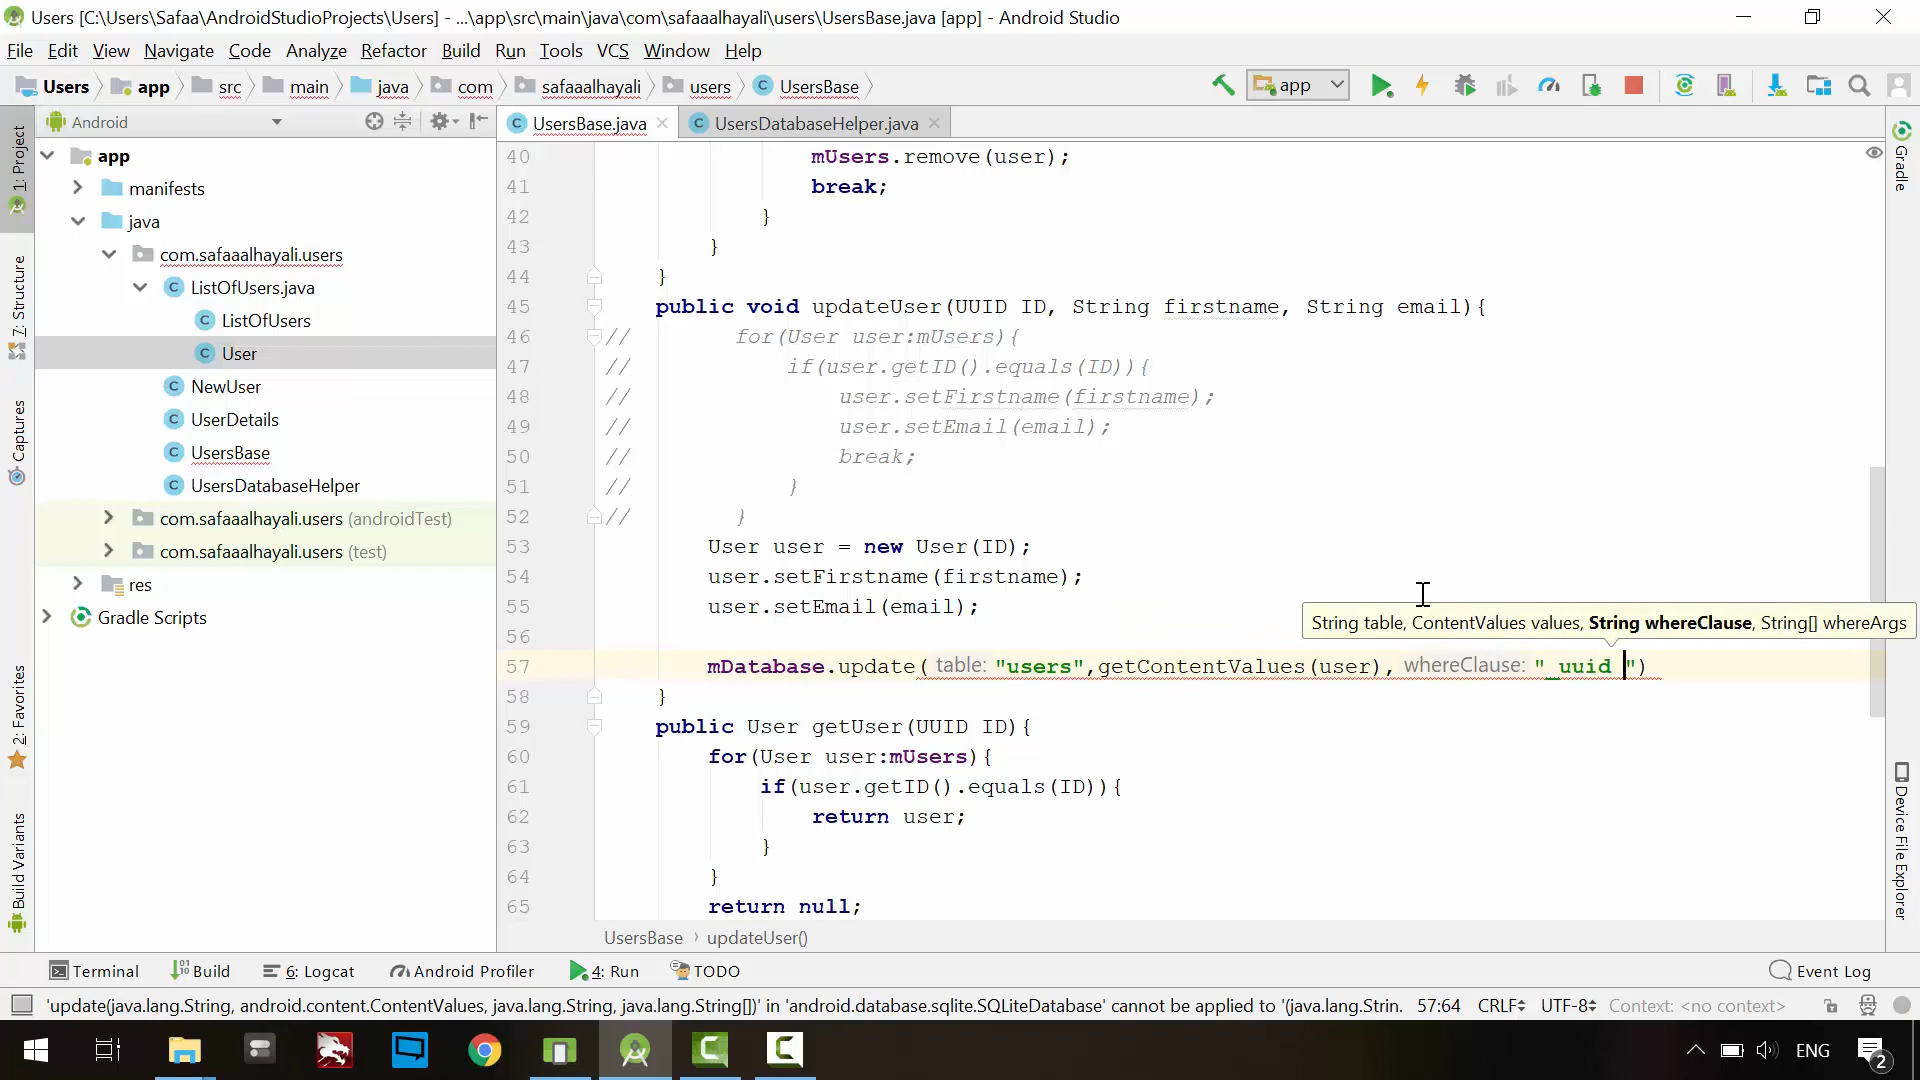 Users [C:\Users\Safaa\AndroidStudioProjects\Users] - ...\app\src\main\java\com\safaaalhayali\users\UsersBase.java [app] - Android Studio
File Edit View Navigate Code Analyze Refactor Build Run Tools VCS Window Help
Users app src main java com safaaalhayali users UsersBase app
Android
UsersBase.java UsersDatabaseHelper.java
1: Project
7: Structure
Captures
2: Favorites
Build Variants
app
manifests
java
com.safaaalhayali.users
ListOfUsers.java
ListOfUsers
User
NewUser
UserDetails
UsersBase
UsersDatabaseHelper
com.safaaalhayali.users (androidTest)
com.safaaalhayali.users (test)
res
Gradle Scripts
40 mUsers.remove(user);
41 break;
42 }
43 }
44 }
45 public void updateUser(UUID ID, String firstname, String email){
46 // for(User user:mUsers){
47 // if(user.getID().equals(ID)){
48 // user.setFirstname(firstname);
49 // user.setEmail(email);
50 // break;
51 // }
52 // }
53 User user = new User(ID);
54 user.setFirstname(firstname);
55 user.setEmail(email);
String table, ContentValues values, String whereClause, String[] whereArgs
56
57 mDatabase.update( table: "users",getContentValues(user), whereClause: "_uuid ")
58 }
59 public User getUser(UUID ID){
60 for(User user:mUsers){
61 if(user.getID().equals(ID)){
62 return user;
63 }
64 }
65 return null;
UsersBase updateUser()
Gradle
Device File Explorer
Terminal Build 6: Logcat Android Profiler 4: Run TODO Event Log
'update(java.lang.String, android.content.ContentValues, java.lang.String, java.lang.String[])' in 'android.database.sqlite.SQLiteDatabase' cannot be applied to '(java.lang.Strin. 57:64 CRLF UTF-8 Context: <no context>
ENG 2